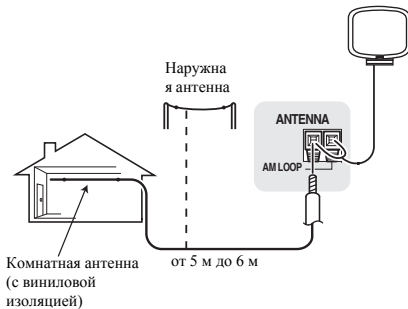 Наружна
я антенна
ANTENNA
AM LOOP
Комнатная антенна
(с виниловой
изоляцией)
от 5 м до 6 м